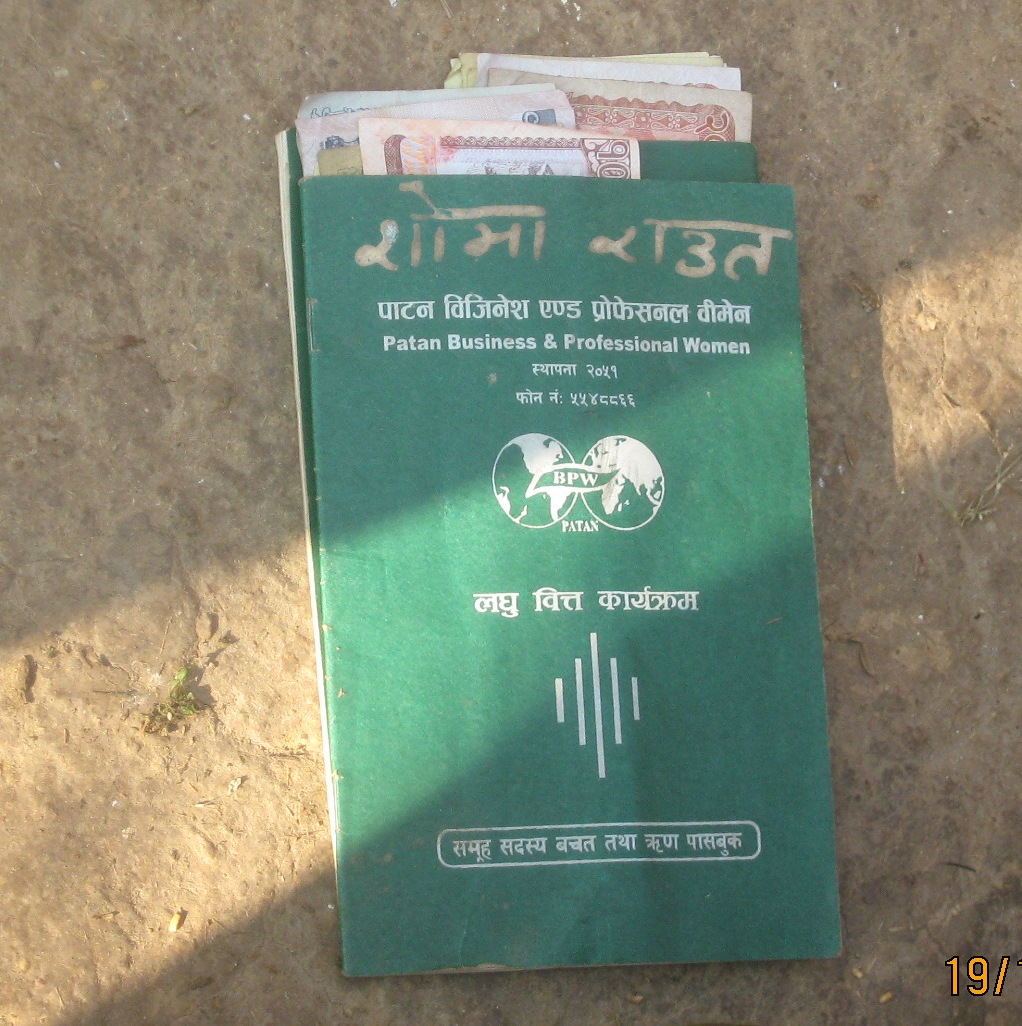 शोमा राउत
पाटन विजिनेश एण्ड प्रोफेसनल वीमेन
Patan Business & Professional Women
स्थापना २०५१
फोन नं: ५५४८८६६
BPW
PATAN
लघु वित्त कार्यक्रम
समूह सदस्य बचत तथा ऋण पासबुक
19/